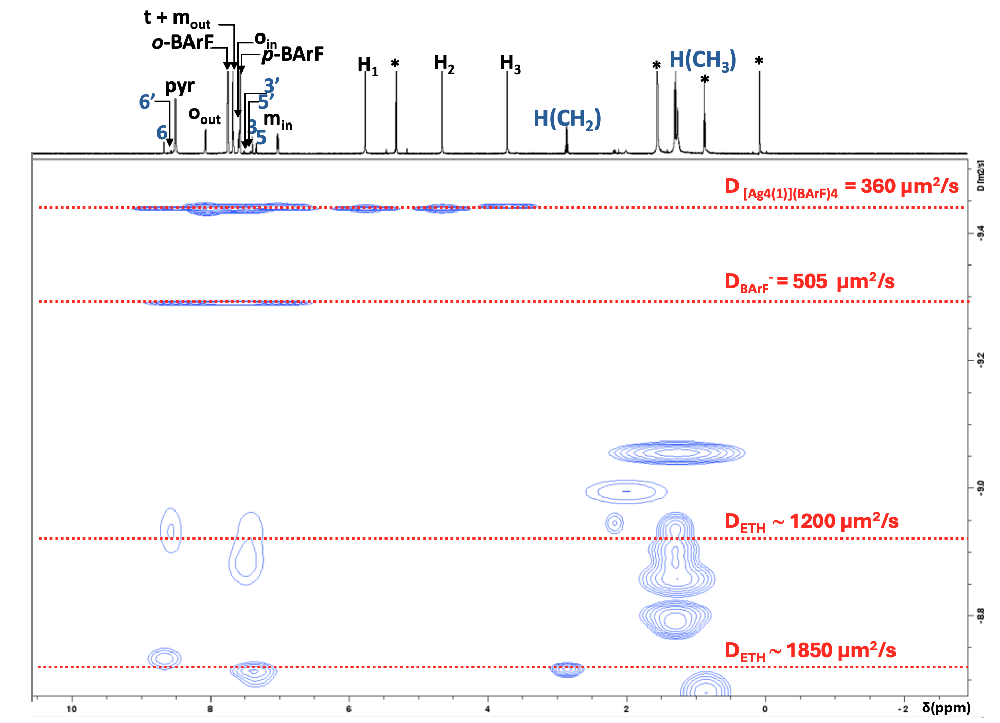 t + mout
o-BArF
oin
p-BArF
H1
*
H2
H3
*
H(CH3)
*
*
3’
pyr
6’
5’
oout
min
H(CH2)
6
3
5
D [m2/s]
D [Ag4(1)](BArF)4 = 360 µm2/s
-9.4
DBArF- = 505 µm2/s
-9.2
-9.0
DETH ~ 1200 µm2/s
-8.8
DETH ~ 1850 µm2/s
10 8 6 4 2 0 -2 δ(ppm)